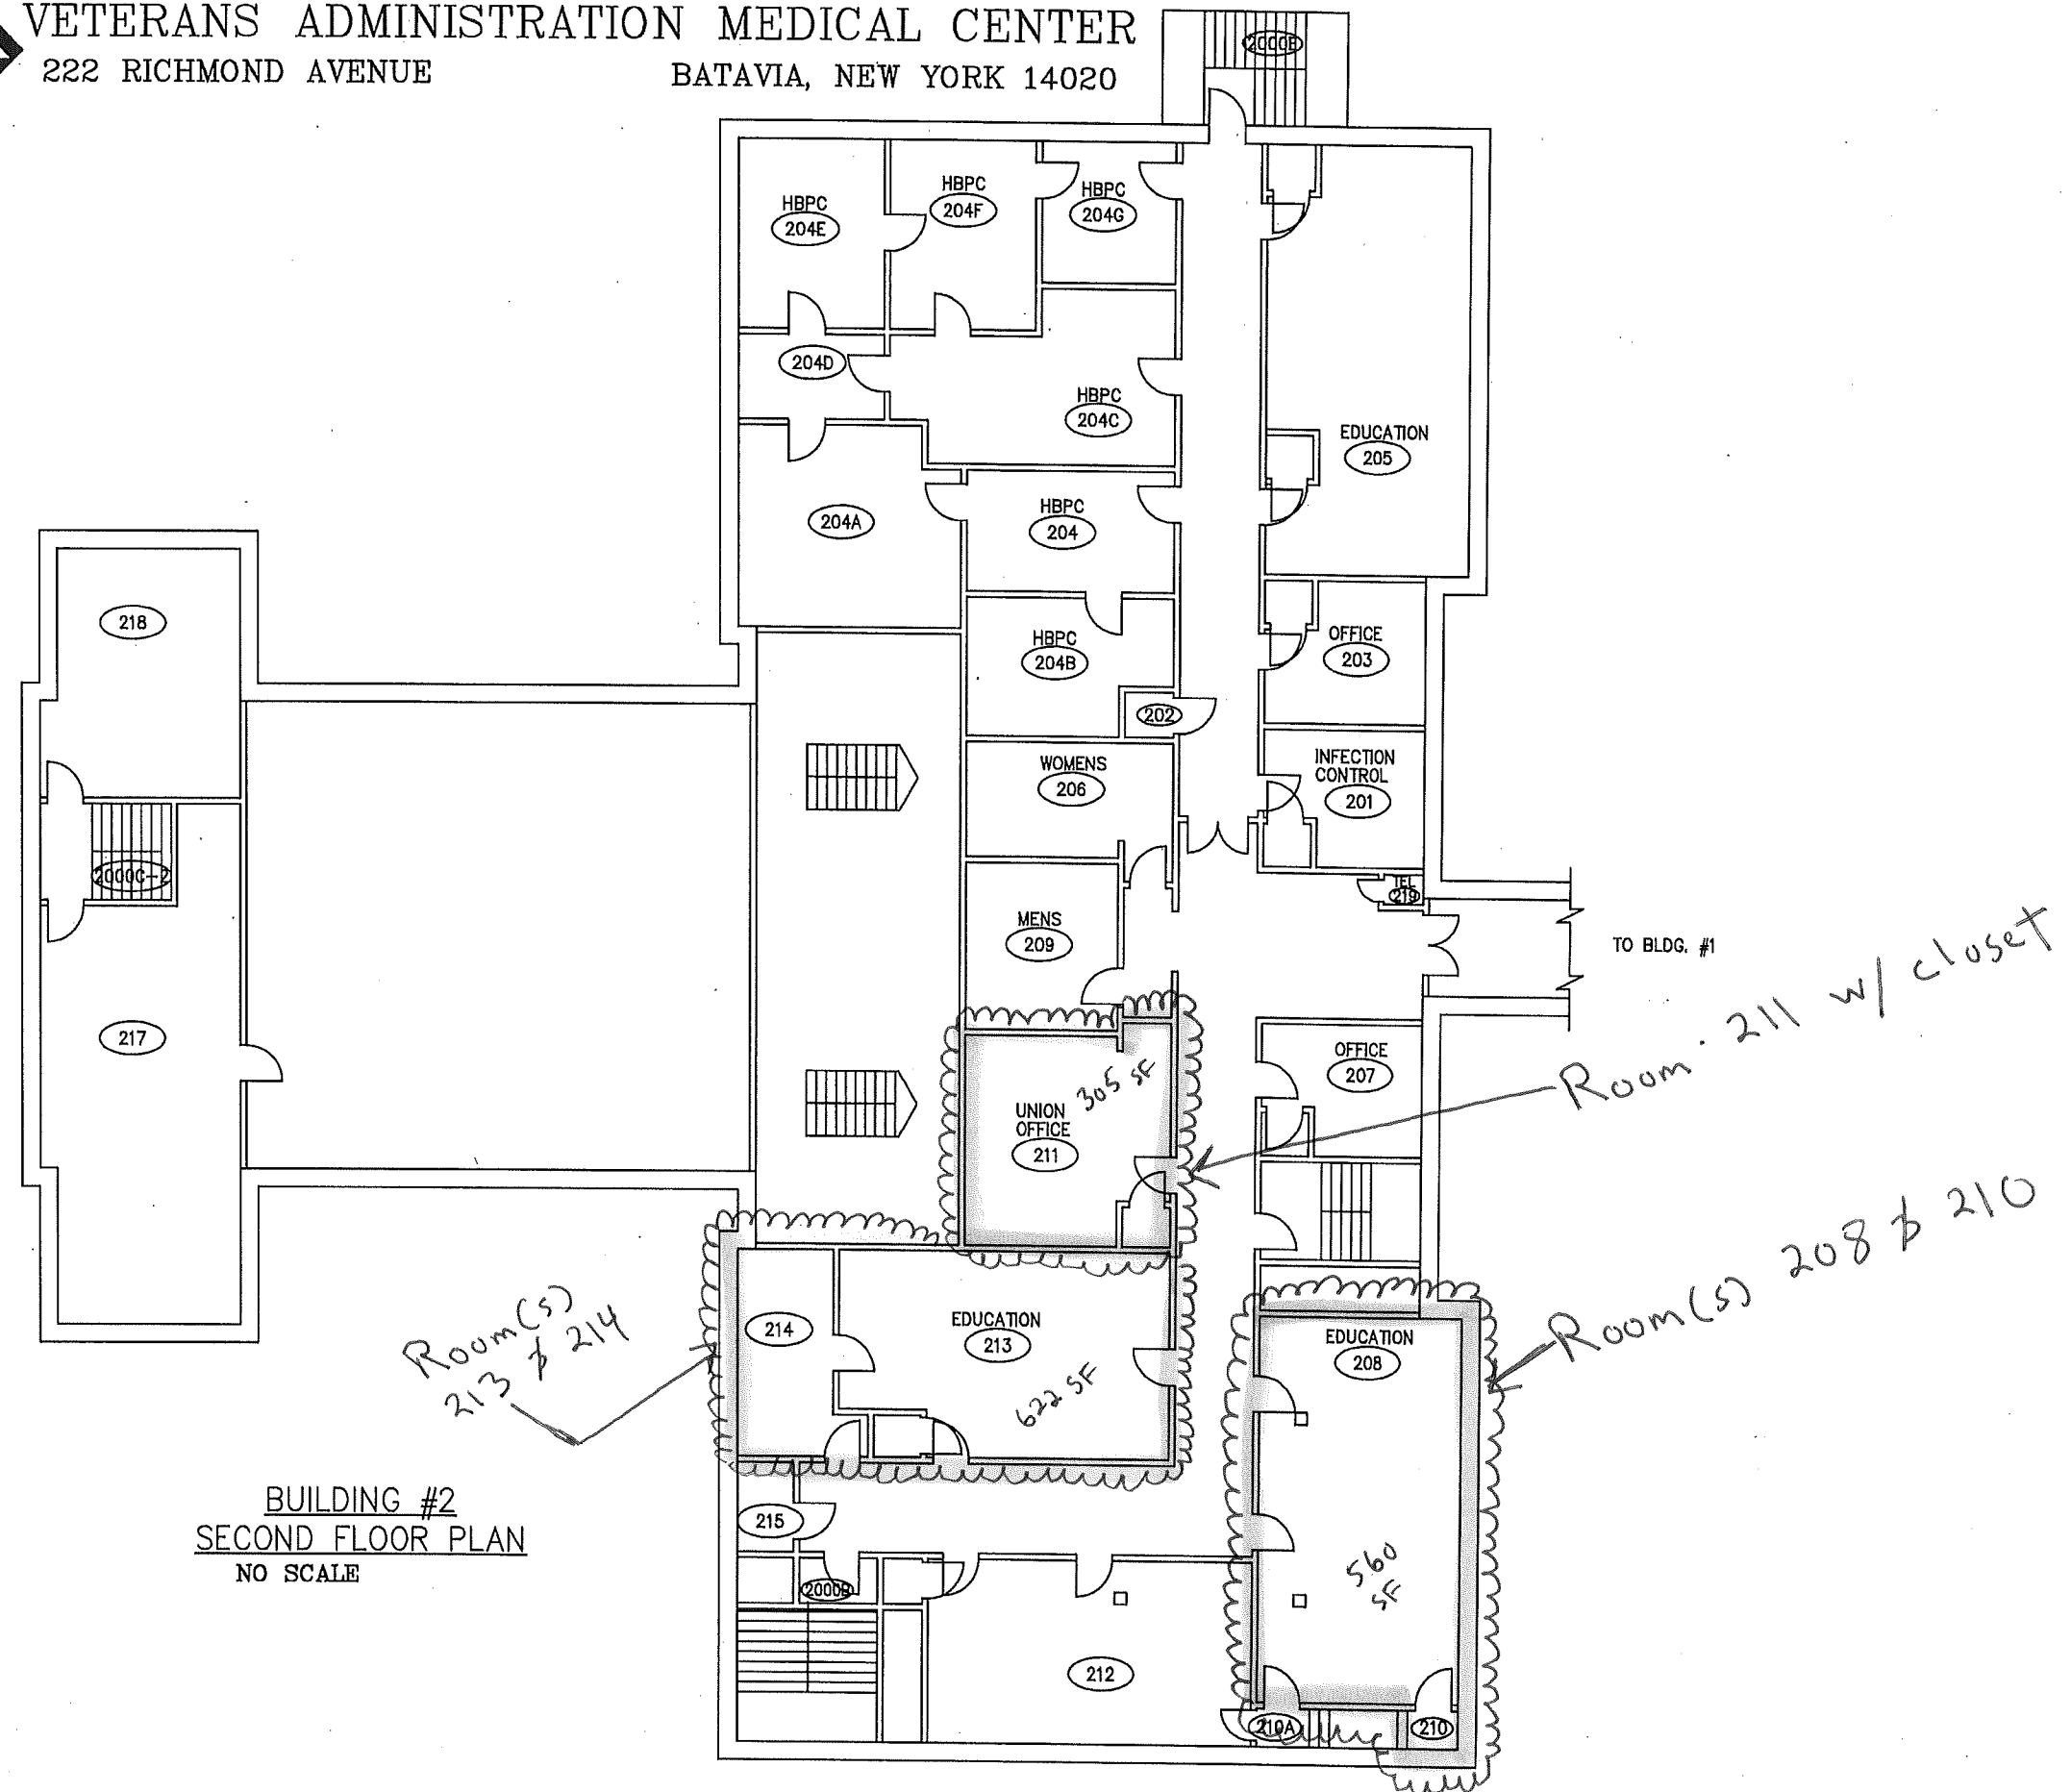 VETERANS ADMINISTRATION MEDICAL CENTER
222 RICHMOND AVENUE BATAVIA, NEW YORK 14020
2000E
HBPC
204E
HBPC
204F
HBPC
204G
204D
HBPC
204C
EDUCATION
205
204A
HBPC
204
218
HBPC
204B
OFFICE
203
202
WOMENS
206
INFECTION
CONTROL
201
2000C-2
TEL
219
MENS
209
TO BLDG. #1
217
OFFICE
207
305 SF
UNION
OFFICE
211
Room. 211 w/ closet
Room(s) 208 & 210
Room(s)
213 & 214
214
EDUCATION
213
622 SF
EDUCATION
208
560
SF
BUILDING #2
SECOND FLOOR PLAN
NO SCALE
215
212
210A
210